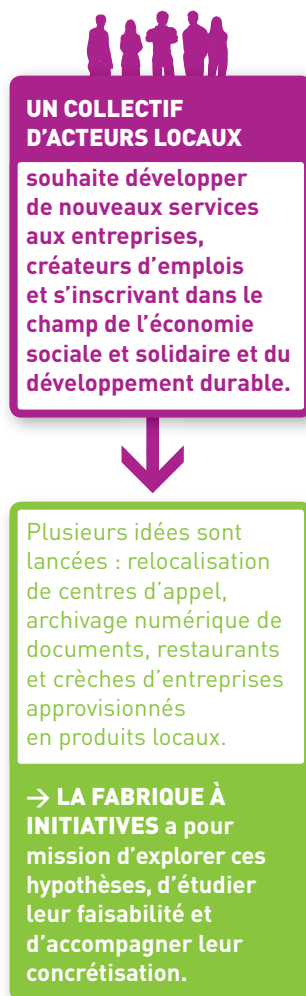 UN COLLECTIF
D'ACTEURS LOCAUX
souhaite développer
de nouveaux services
aux entreprises,
créateurs d'emplois
et s'inscrivant dans le
champ de l'économie
sociale et solidaire et du
développement durable.
Plusieurs idées sont
lancées : relocalisation
de centres d'appel,
archivage numérique de
documents, restaurants
et crèches d'entreprises
approvisionnés
en produits locaux.
→ LA FABRIQUE À
INITIATIVES a pour
mission d'explorer ces
hypothèses, d'étudier
leur faisabilité et
d'accompagner leur
concrétisation.